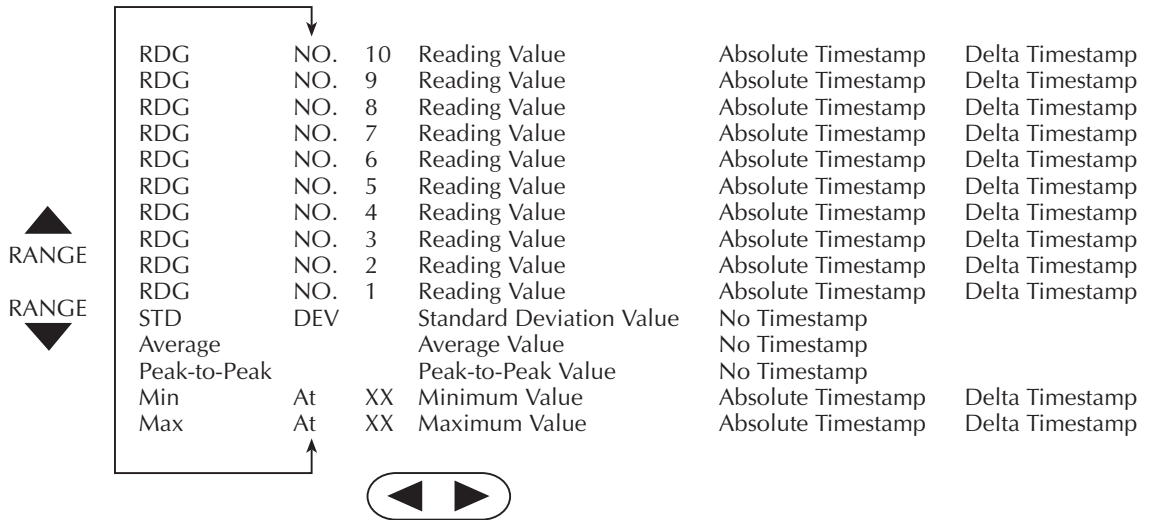 RDG NO. 10 Reading Value Absolute Timestamp Delta Timestamp
RDG NO. 9 Reading Value Absolute Timestamp Delta Timestamp
RDG NO. 8 Reading Value Absolute Timestamp Delta Timestamp
RDG NO. 7 Reading Value Absolute Timestamp Delta Timestamp
RDG NO. 6 Reading Value Absolute Timestamp Delta Timestamp
RDG NO. 5 Reading Value Absolute Timestamp Delta Timestamp
RDG NO. 4 Reading Value Absolute Timestamp Delta Timestamp
RDG NO. 3 Reading Value Absolute Timestamp Delta Timestamp
RDG NO. 2 Reading Value Absolute Timestamp Delta Timestamp
RDG NO. 1 Reading Value Absolute Timestamp Delta Timestamp
STD DEV Standard Deviation Value No Timestamp
Average Average Value No Timestamp
Peak-to-Peak Peak-to-Peak Value No Timestamp
Min At XX Minimum Value Absolute Timestamp Delta Timestamp
Max At XX Maximum Value Absolute Timestamp Delta Timestamp
RANGE
RANGE